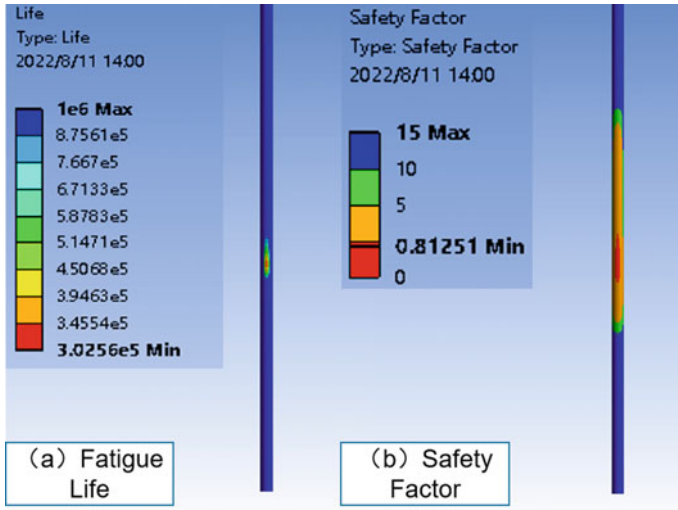 Life
Type: Life
2022/8/11 14:00
1e6 Max
8.7561e5
7.667e5
6.7133e5
5.8783e5
5.1471e5
4.5068e5
3.9463e5
3.4554e5
3.0256e5 Min
（a）Fatigue
Life
Safety Factor
Type: Safety Factor
2022/8/11 14:00
15 Max
10
5
0.81251 Min
0
（b）Safety
Factor